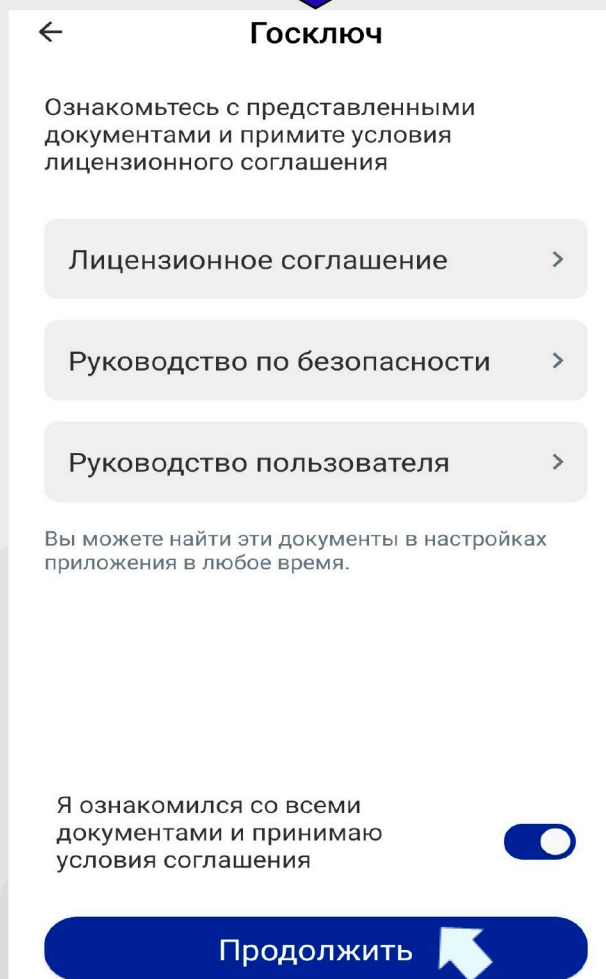 Госключ
Ознакомьтесь с представленными
документами и примите условия
лицензионного соглашения
Лицензионное соглашение
Руководство по безопасности
Руководство пользователя
Вы можете найти эти документы в настройках
приложения в любое время.
Я ознакомился со всеми
документами и принимаю
условия соглашения
Продолжить